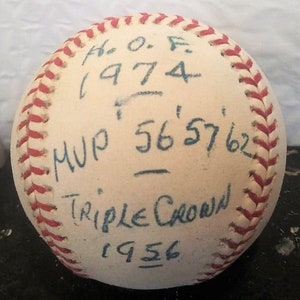 H.O.F.
1974
MVP '56 '57 '62
TRIPLE CROWN
1956